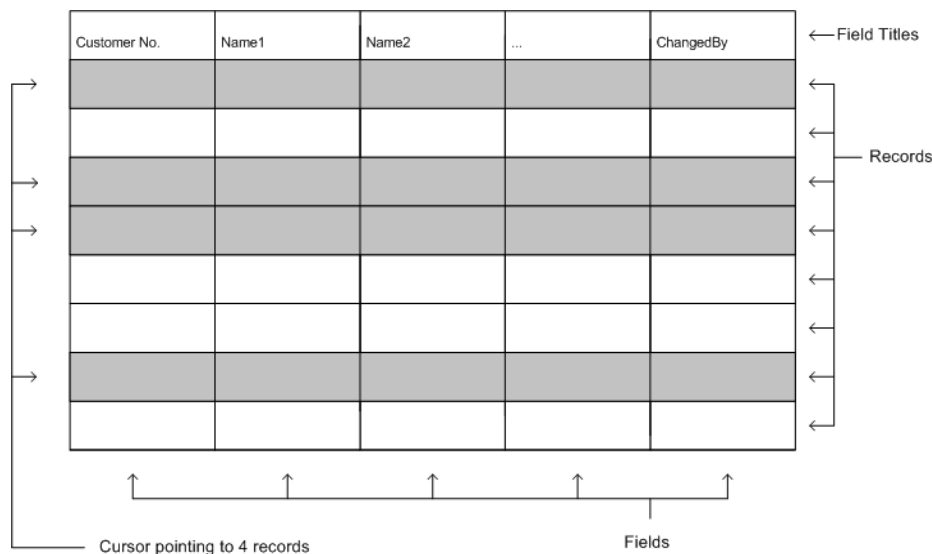 Customer No. Name1 Name2 ... ChangedBy
Field Titles
Records
Fields
Cursor pointing to 4 records